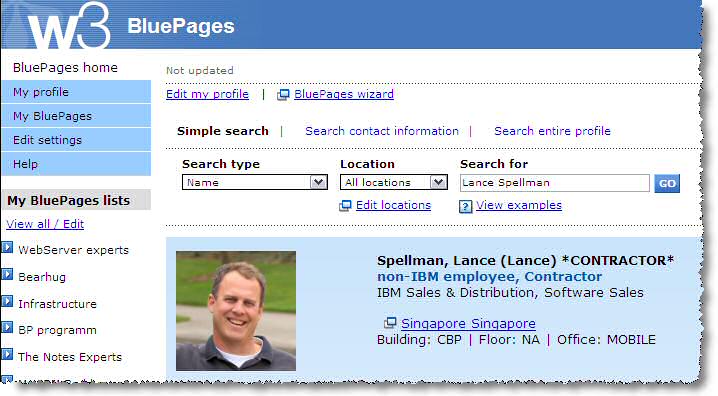 w3 BluePages
BluePages home
My profile
My BluePages
Edit settings
Help
My BluePages lists
View all / Edit
WebServer experts
Bearhug
Infrastructure
BP programm
The Notes Experts
Not updated
Edit my profile | BluePages wizard
Simple search | Search contact information | Search entire profile
Search type Location Search for
Name All locations Lance Spellman GO
Edit locations ? View examples
Spellman, Lance (Lance) *CONTRACTOR*
non-IBM employee, Contractor
IBM Sales & Distribution, Software Sales
Singapore Singapore
Building: CBP | Floor: NA | Office: MOBILE